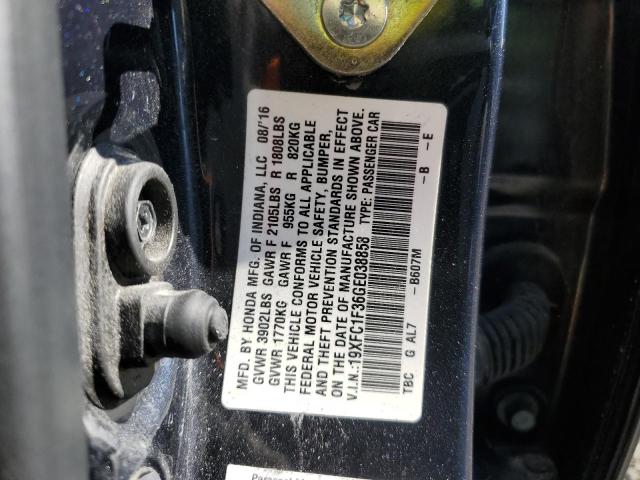 MFD. BY HONDA MFG. OF INDIANA, LLC 08/'16
GVWR 3902LBS GAWR F 2105LBS R 1808LBS
GVWR 1770KG GAWR F 955KG R 820KG
THIS VEHICLE CONFORMS TO ALL APPLICABLE
FEDERAL MOTOR VEHICLE SAFETY, BUMPER,
AND THEFT PREVENTION STANDARDS IN EFFECT
ON THE DATE OF MANUFACTURE SHOWN ABOVE.
V.I.N.:19XFC1F36GE038858 TYPE: PASSENGER CAR
TBC G AL7 -B607M -B -E